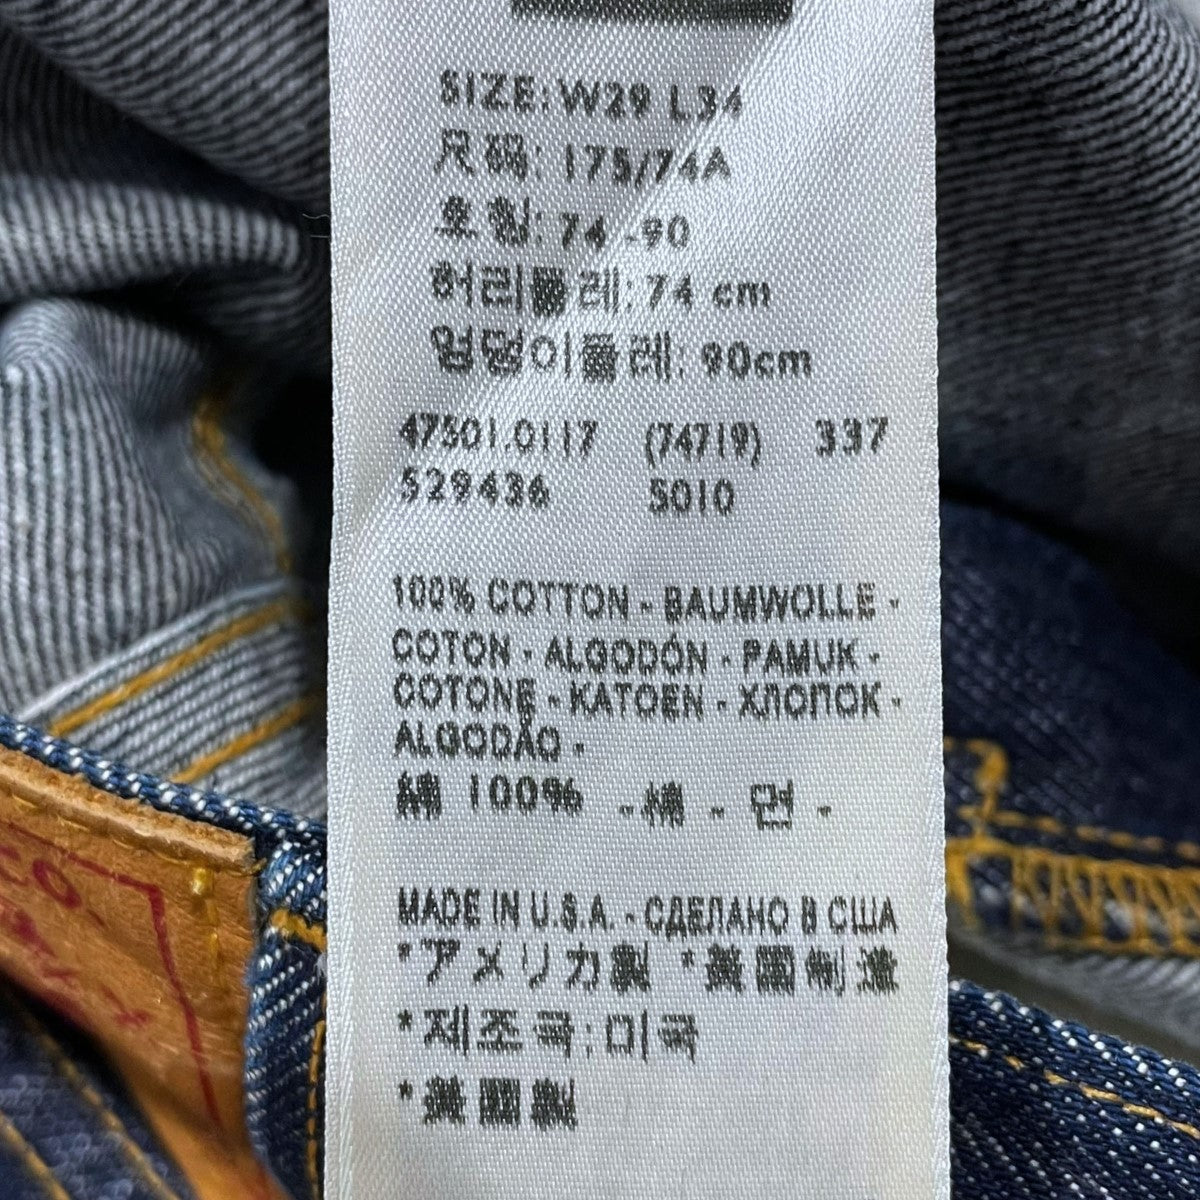 SIZE: W29 L34
尺码: 175/74A
호칭: 74-90
허리둘레: 74 cm
엉덩이둘레: 90cm
47501.0117 (74719) 337
529436 S010
100% COTTON - BAUMWOLLE -
COTON - ALGODÓN - PAMUK -
COTONE - KATOEN - ХЛОПОК -
ALGODÃO -
綿 100% - 棉 - 면 -
MADE IN U.S.A. - СДЕЛАНО В США
*アメリカ製 *美國制造
*제조국: 미국
*美國製
CO.